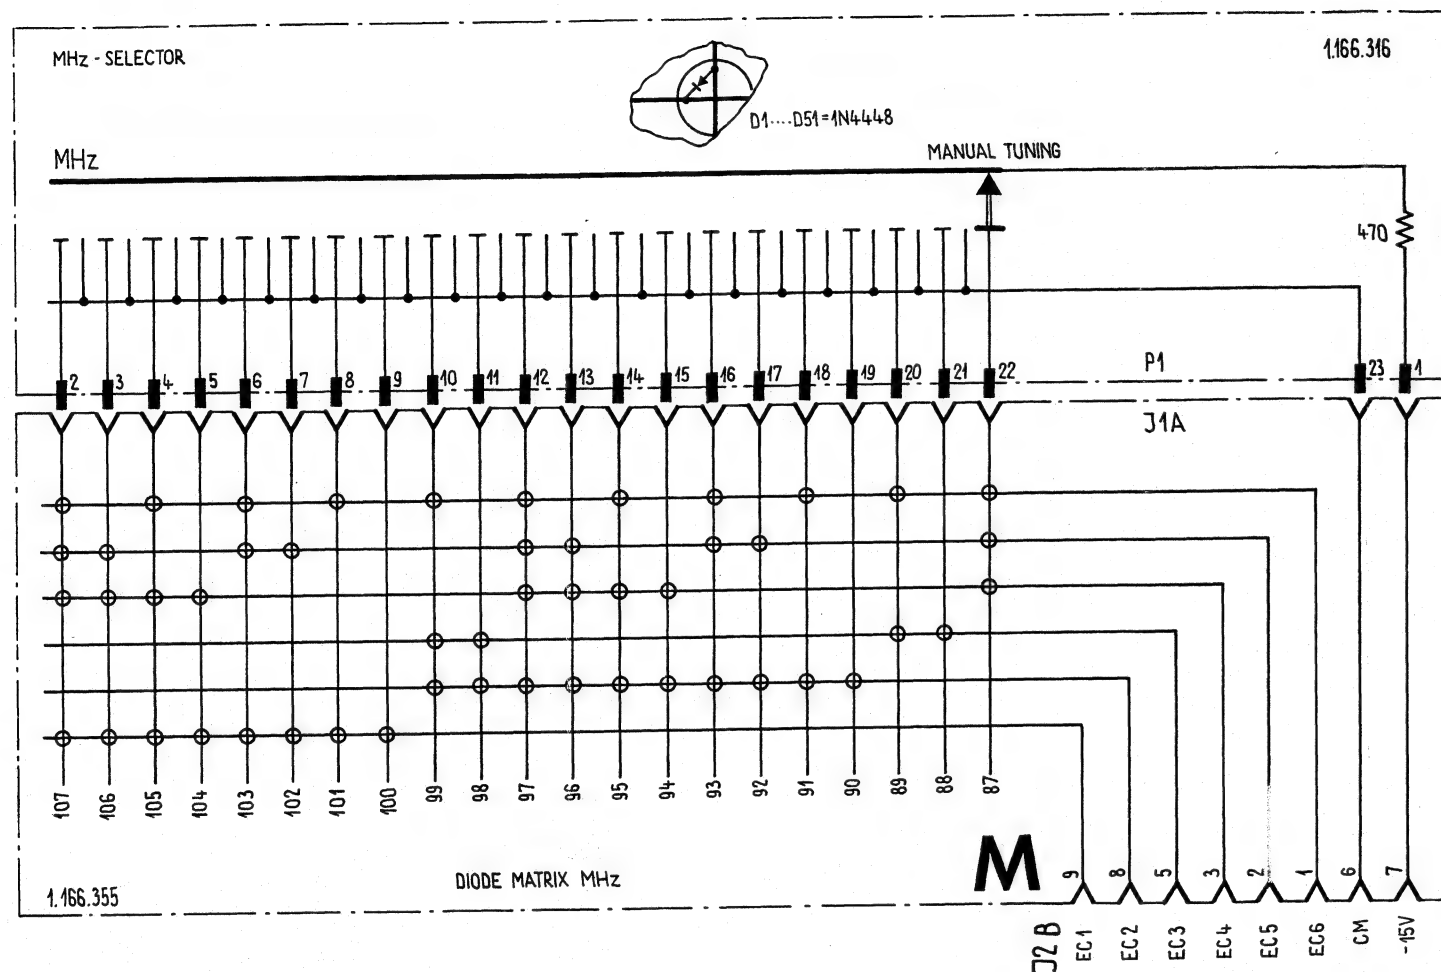 MHz - SELECTOR
1.166.316
D1....D51=1N4448
MHz
MANUAL TUNING
470
2 3 4 5 6 7 8 9 10 11 12 13 14 15 16 17 18 19 20 21 22 P1 23 1
J1A
107 106 105 104 103 102 101 100 99 98 97 96 95 94 93 92 91 90 89 88 87
M
9 8 5 3 2 1 6 7
DIODE MATRIX MHz
1.166.355
J2B
EC1 EC2 EC3 EC4 EC5 EC6 CM -15V